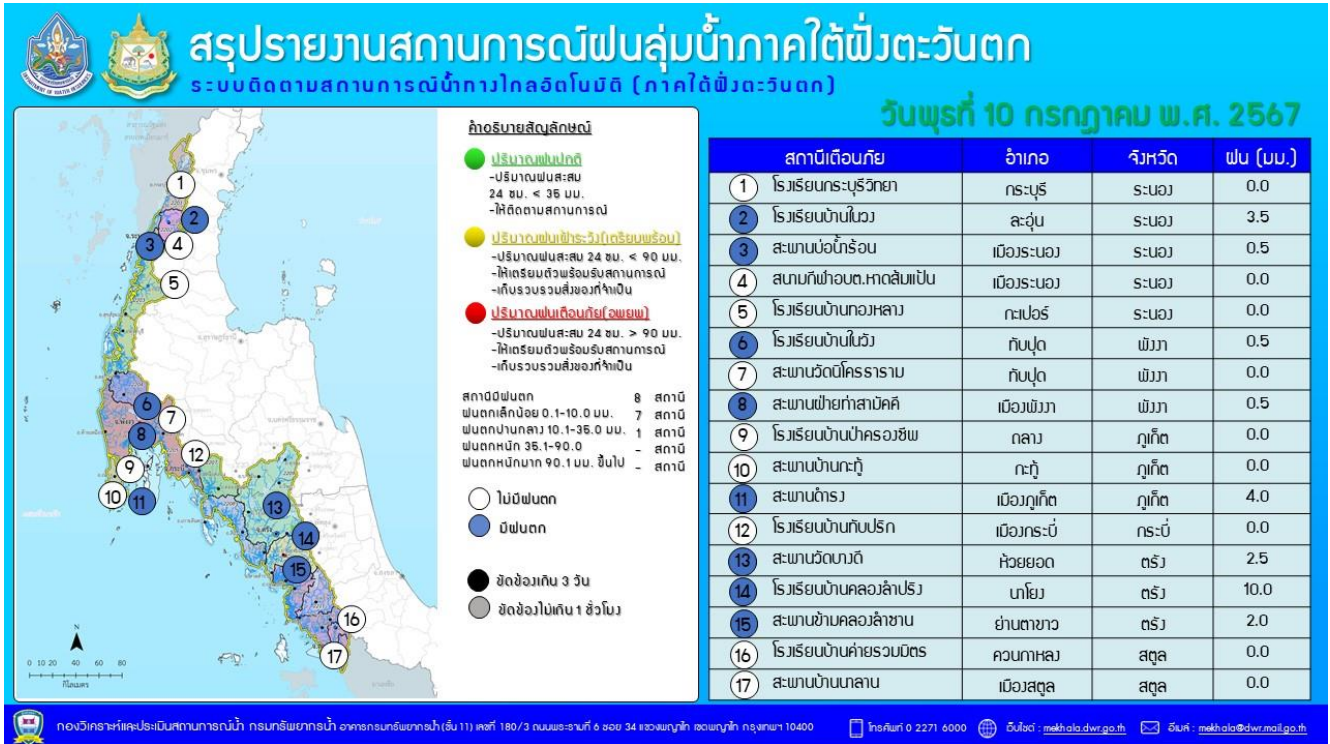 สรุปรายงานสถานการณ์ฝนลุ่มน้ำภาคใต้ฝั่งตะวันตก
ระบบติดตามสถานการณ์น้ำทางไกลอัตโนมัติ (ภาคใต้ฝั่งตะวันตก)
วันพุธที่ 10 กรกฎาคม พ.ศ. 2567
คำอธิบายสัญลักษณ์
ปริมาณฝนปกติ
-ปริมาณฝนสะสม
24 ชม. < 35 มม.
-ให้ติดตามสถานการณ์
ปริมาณฝนเฝ้าระวัง(เตรียมพร้อม)
-ปริมาณฝนสะสม 24 ชม. < 90 มม.
-ให้เตรียมตัวพร้อมรับสถานการณ์
-เก็บรวบรวมสิ่งของที่จำเป็น
ปริมาณฝนเตือนภัย(อพยพ)
-ปริมาณฝนสะสม 24 ชม. > 90 มม.
-ให้เตรียมตัวพร้อมรับสถานการณ์
-เก็บรวบรวมสิ่งของที่จำเป็น
สถานีมีฝนตก 8 สถานี
ฝนตกเล็กน้อย 0.1-10.0 มม. 7 สถานี
ฝนตกปานกลาง 10.1-35.0 มม. 1 สถานี
ฝนตกหนัก 35.1-90.0 - สถานี
ฝนตกหนักมาก 90.1 มม. ขึ้นไป - สถานี
ไม่มีฝนตก
มีฝนตก
ขัดข้องเกิน 3 วัน
ขัดข้องไม่เกิน 1 ชั่วโมง
1
2
3 4
5
6
7
8
9
12
10 11
13
14
15
16
17
N
0 10 20 40 60 80
กิโลเมตร
สถานีเตือนภัย อำเภอ จังหวัด ฝน (มม.)
1 โรงเรียนกระบุรีวิทยา กระบุรี ระนอง 0.0
2 โรงเรียนบ้านในวง ละอุ่น ระนอง 3.5
3 สะพานบ่อน้ำร้อน เมืองระนอง ระนอง 0.5
4 สนามกีฬาอบต.หาดส้มแป้น เมืองระนอง ระนอง 0.0
5 โรงเรียนบ้านทองหลาง กะเปอร์ ระนอง 0.0
6 โรงเรียนบ้านในวัง ทับปุด พังงา 0.5
7 สะพานวัดนิโครธาราม ทับปุด พังงา 0.0
8 สะพานฝ่ายท่าสามัคคี เมืองพังงา พังงา 0.5
9 โรงเรียนบ้านป่าครองชีพ ถลาง ภูเก็ต 0.0
10 สะพานบ้านกะทู้ กะทู้ ภูเก็ต 0.0
11 สะพานดำรง เมืองภูเก็ต ภูเก็ต 4.0
12 โรงเรียนบ้านทับปริก เมืองกระบี่ กระบี่ 0.0
13 สะพานวัดบางดี ห้วยยอด ตรัง 2.5
14 โรงเรียนบ้านคลองลำปริง นาโยง ตรัง 10.0
15 สะพานข้ามคลองลำชาน ย่านตาขาว ตรัง 2.0
16 โรงเรียนบ้านค่ายรวมมิตร ควนกาหลง สตูล 0.0
17 สะพานบ้านนาลาน เมืองสตูล สตูล 0.0
กองวิเคราะห์และประเมินสถานการณ์น้ำ กรมทรัพยากรน้ำ อาคารกรมทรัพยากรน้ำ(ชั้น 11) เลขที่ 180/3 ถนนพระรามที่ 6 ซอย 34 แขวงพญาไท เขตพญาไท กรุงเทพฯ 10400 โทรศัพท์ 0 2271 6000 เว็บไซต์ : mekhala.dwr.go.th อีเมล์ : mekhala@dwr.mail.go.th